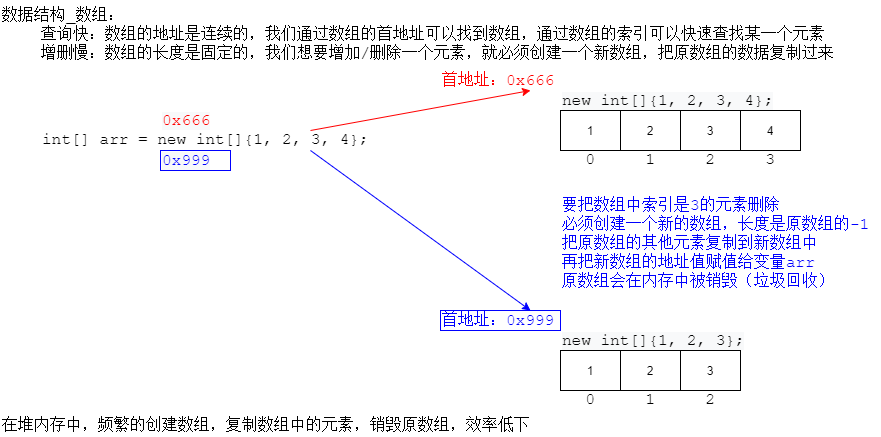 数据结构_数组：
查询快：数组的地址是连续的，我们通过数组的首地址可以找到数组，通过数组的索引可以快速查找某一个元素
增删慢：数组的长度是固定的，我们想要增加/删除一个元素，就必须创建一个新数组，把原数组的数据复制过来
首地址：0x666
new int[]{1, 2, 3, 4};
0x666
1 2 3 4
int[] arr = new int[]{1, 2, 3, 4};
0x999
0 1 2 3
要把数组中索引是3的元素删除
必须创建一个新的数组，长度是原数组的-1
把原数组的其他元素复制到新数组中
再把新数组的地址值赋值给变量arr
原数组会在内存中被销毁（垃圾回收）
首地址：0x999
new int[]{1, 2, 3};
1 2 3
0 1 2
在堆内存中，频繁的创建数组，复制数组中的元素，销毁原数组，效率低下